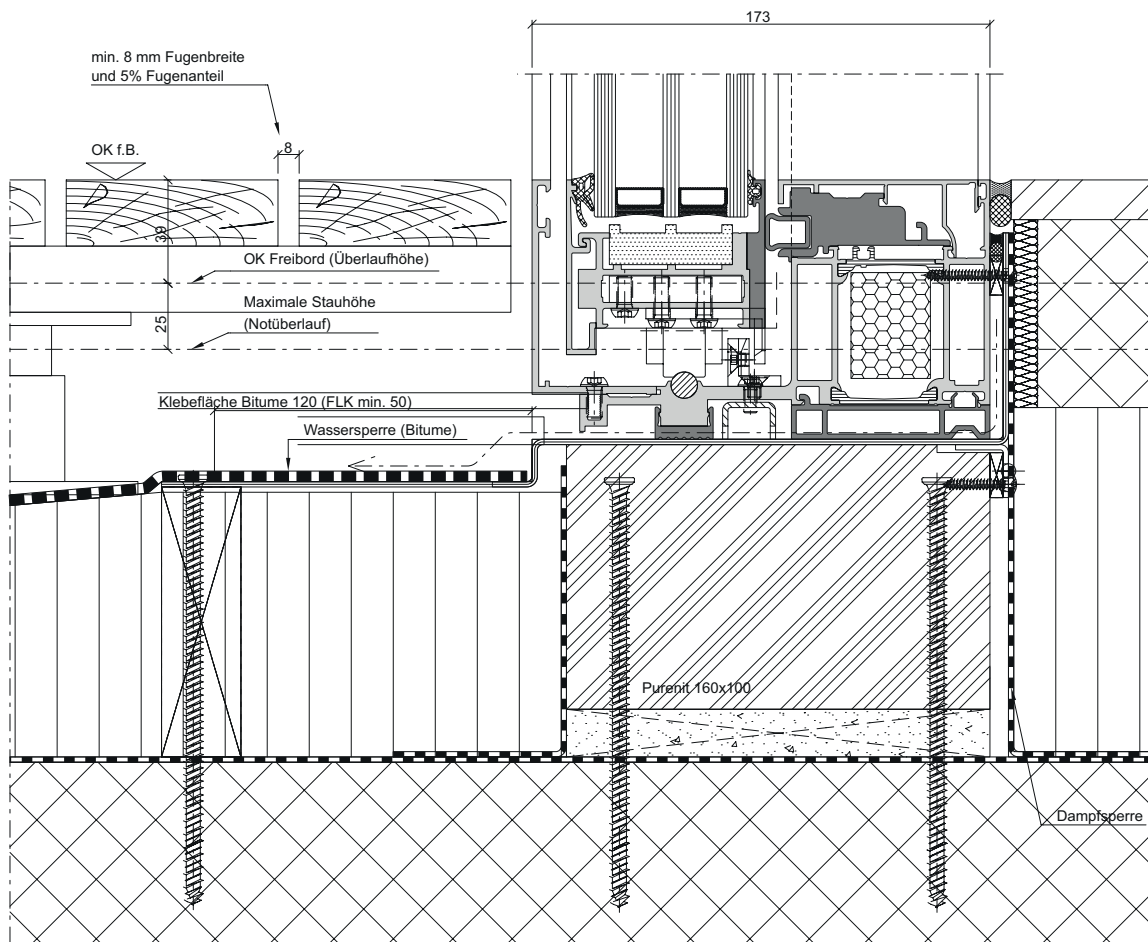 173
min. 8 mm Fugenbreite
und 5% Fugenanteil
OK f.B.
8
39
OK Freibord (Überlaufhöhe)
Maximale Stauhöhe
25
(Notüberlauf)
Klebefläche Bitume 120 (FLK min. 50)
Wassersperre (Bitume)
Purenit 160x100
Dampfsperre